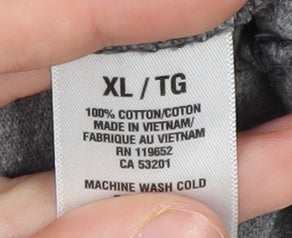 XL / TG
100% COTTON/COTON
MADE IN VIETNAM/
FABRIQUE AU VIETNAM
RN 119652
CA 53201
MACHINE WASH COLD